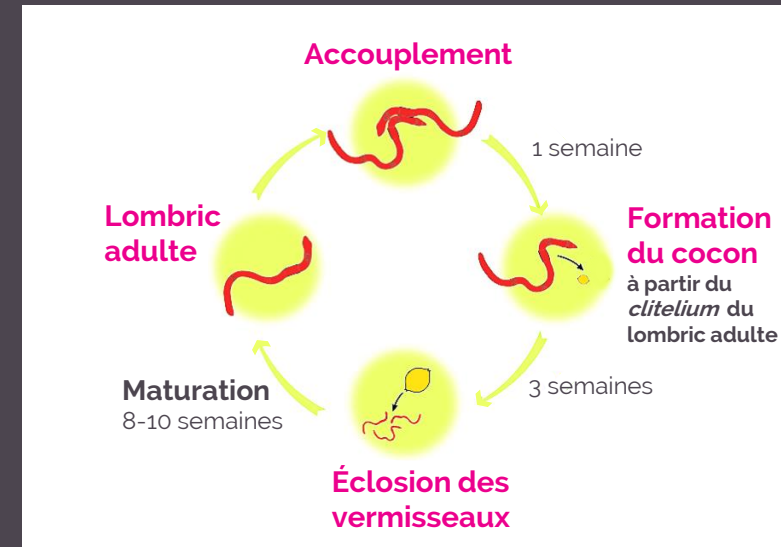 Accouplement
1 semaine
Formation
du cocon
à partir du
clitelium du
lombric adulte
3 semaines
Éclosion des
vermisseaux
Maturation
8-10 semaines
Lombric
adulte